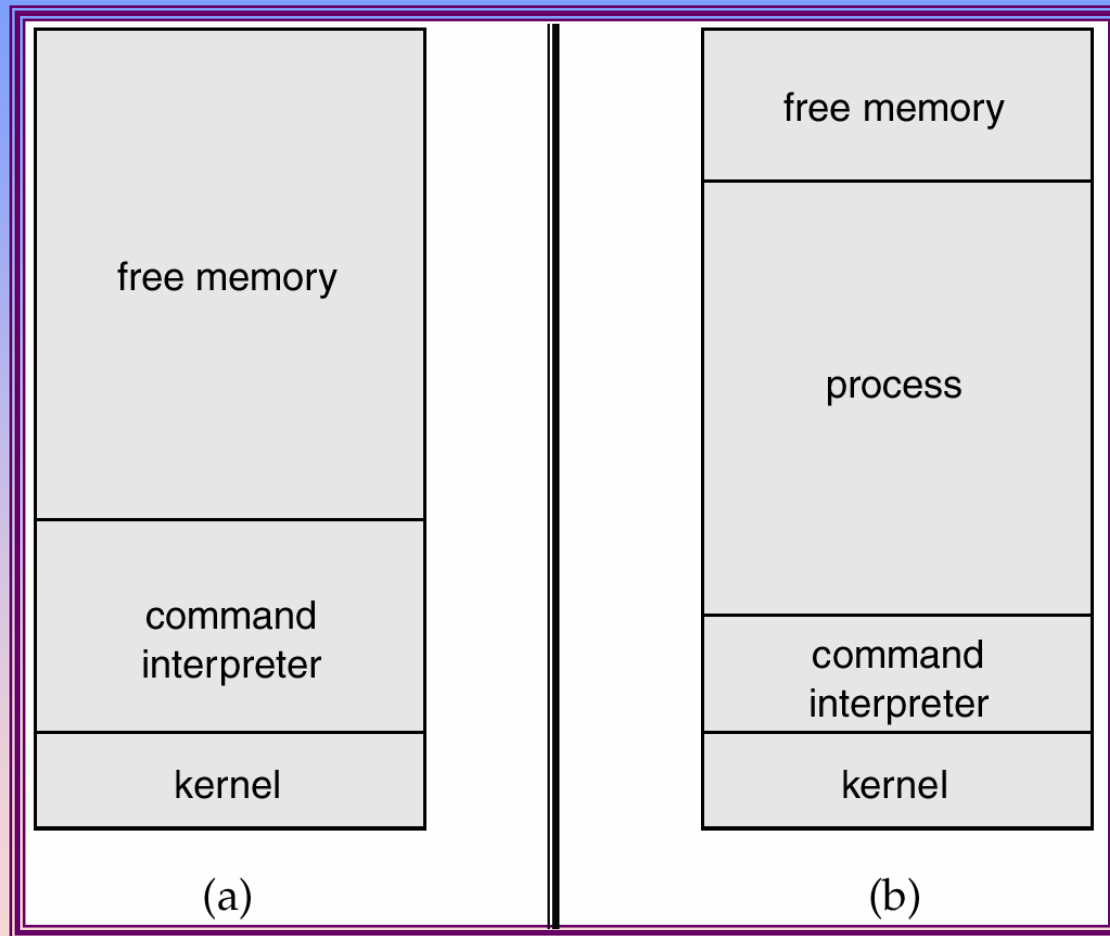 free memory
command
interpreter
kernel
(a)
free memory
process
command
interpreter
kernel
(b)